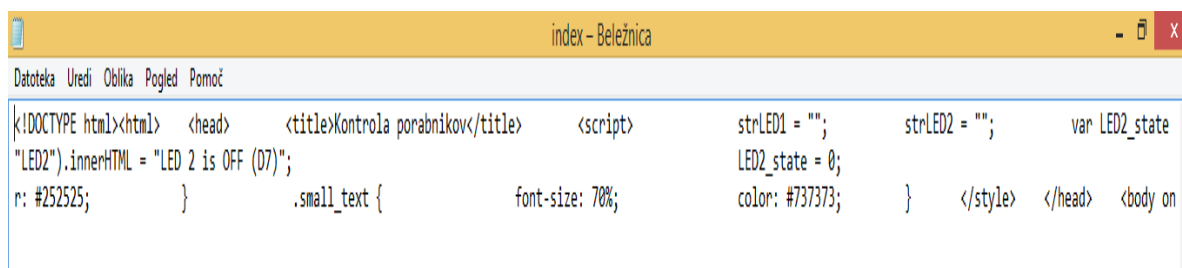 index – Beležnica
Datoteka Uredi Oblika Pogled Pomoč
<!DOCTYPE html><html> <head> <title>Kontrola porabnikov</title> <script> strLED1 = ""; strLED2 = ""; var LED2_state
"LED2").innerHTML = "LED 2 is OFF (D7)"; LED2_state = 0;
r: #252525; } .small_text { font-size: 70%; color: #737373; } </style> </head> <body on